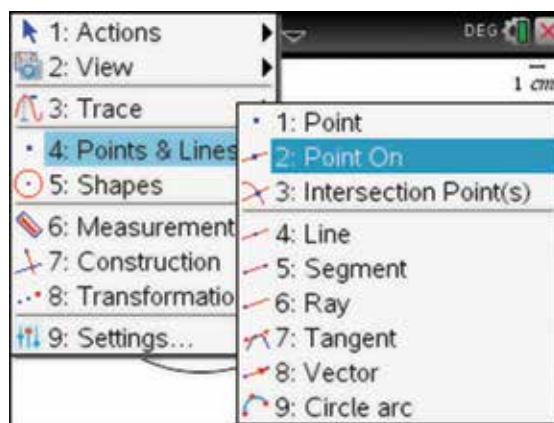 1: Actions
2: View
3: Trace
4: Points & Lines
5: Shapes
6: Measurement
7: Construction
8: Transformatio
9: Settings...
DEG
1 cm
1: Point
2: Point On
3: Intersection Point(s)
4: Line
5: Segment
6: Ray
7: Tangent
8: Vector
9: Circle arc